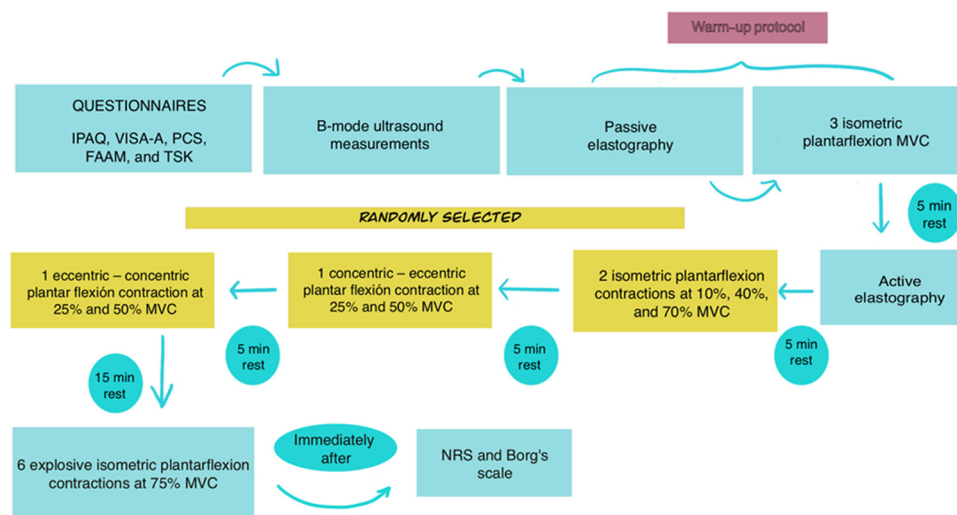 Warm-up protocol
QUESTIONNAIRES
IPAQ, VISA-A, PCS,
FAAM, and TSK
B-mode ultrasound
measurements
Passive
elastography
3 isometric
plantarflexion MVC
5 min
rest
RANDOMLY SELECTED
Active
elastography
5 min
rest
2 isometric plantarflexion
contractions at 10%, 40%,
and 70% MVC
5 min
rest
1 concentric – eccentric
plantar flexión contraction at
25% and 50% MVC
5 min
rest
1 eccentric – concentric
plantar flexión contraction at
25% and 50% MVC
15 min
rest
6 explosive isometric plantarflexion
contractions at 75% MVC
Immediately
after
NRS and Borg's
scale